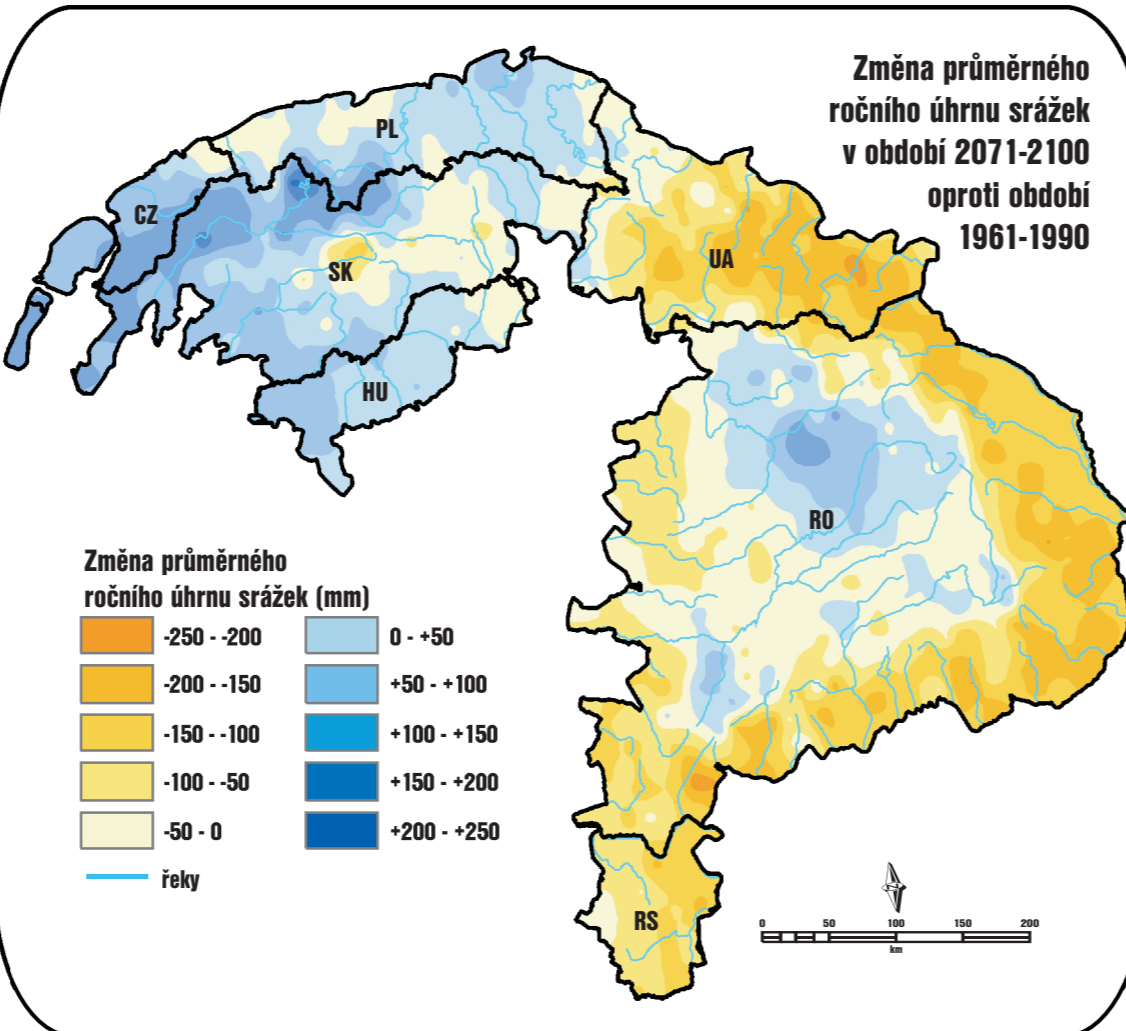 Změna průměrného
ročního úhrnu srážek
v období 2071-2100
oproti období
1961-1990
PL
CZ
SK
UA
HU
RO
RS
Změna průměrného
ročního úhrnu srážek (mm)
-250 - -200
-200 - -150
-150 - -100
-100 - -50
-50 - 0
řeky
0 - +50
+50 - +100
+100 - +150
+150 - +200
+200 - +250
0 50 100 150 200
km